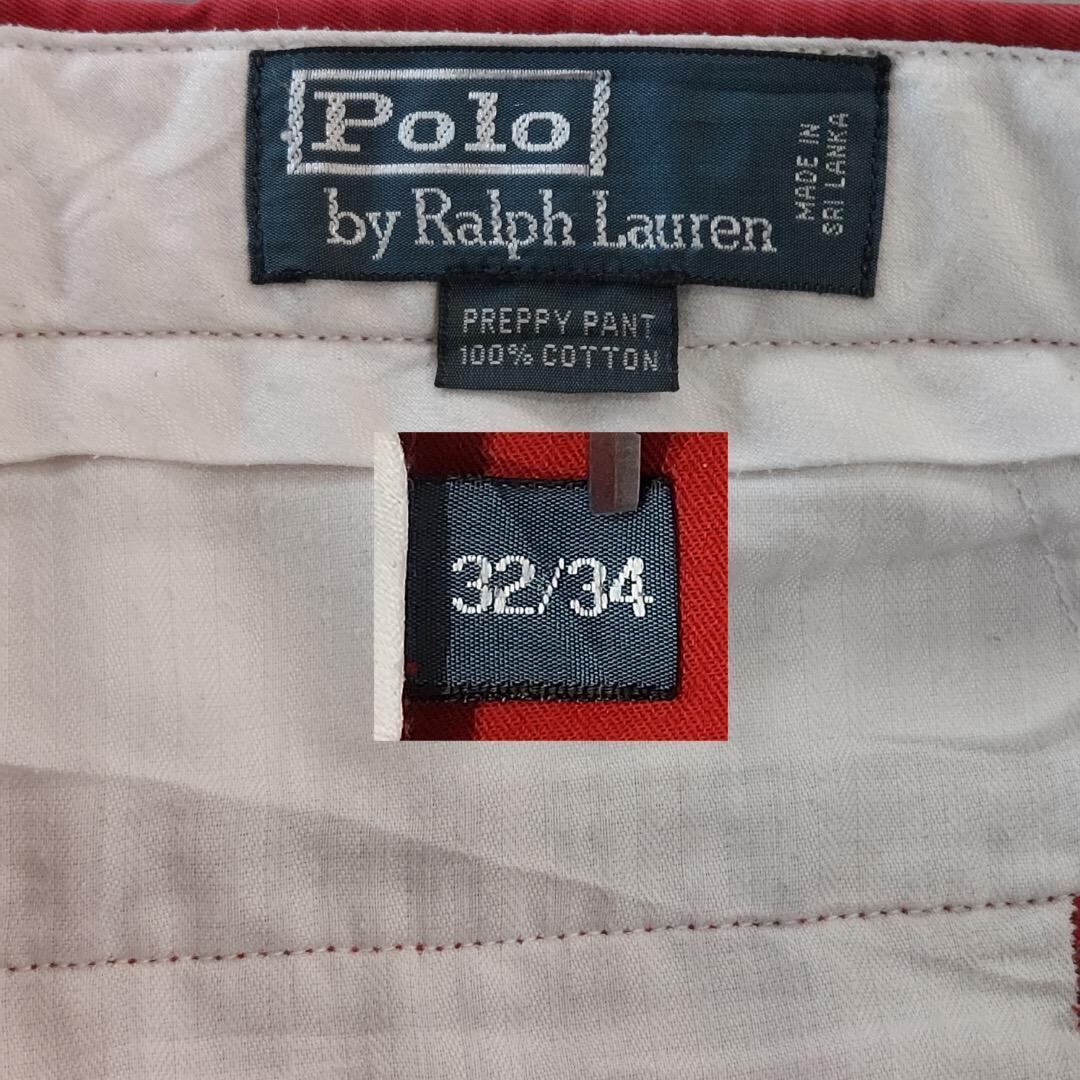 Polo
by Ralph Lauren
MADE IN
SRI LANKA
PREPPY PANT
100% COTTON
32/34